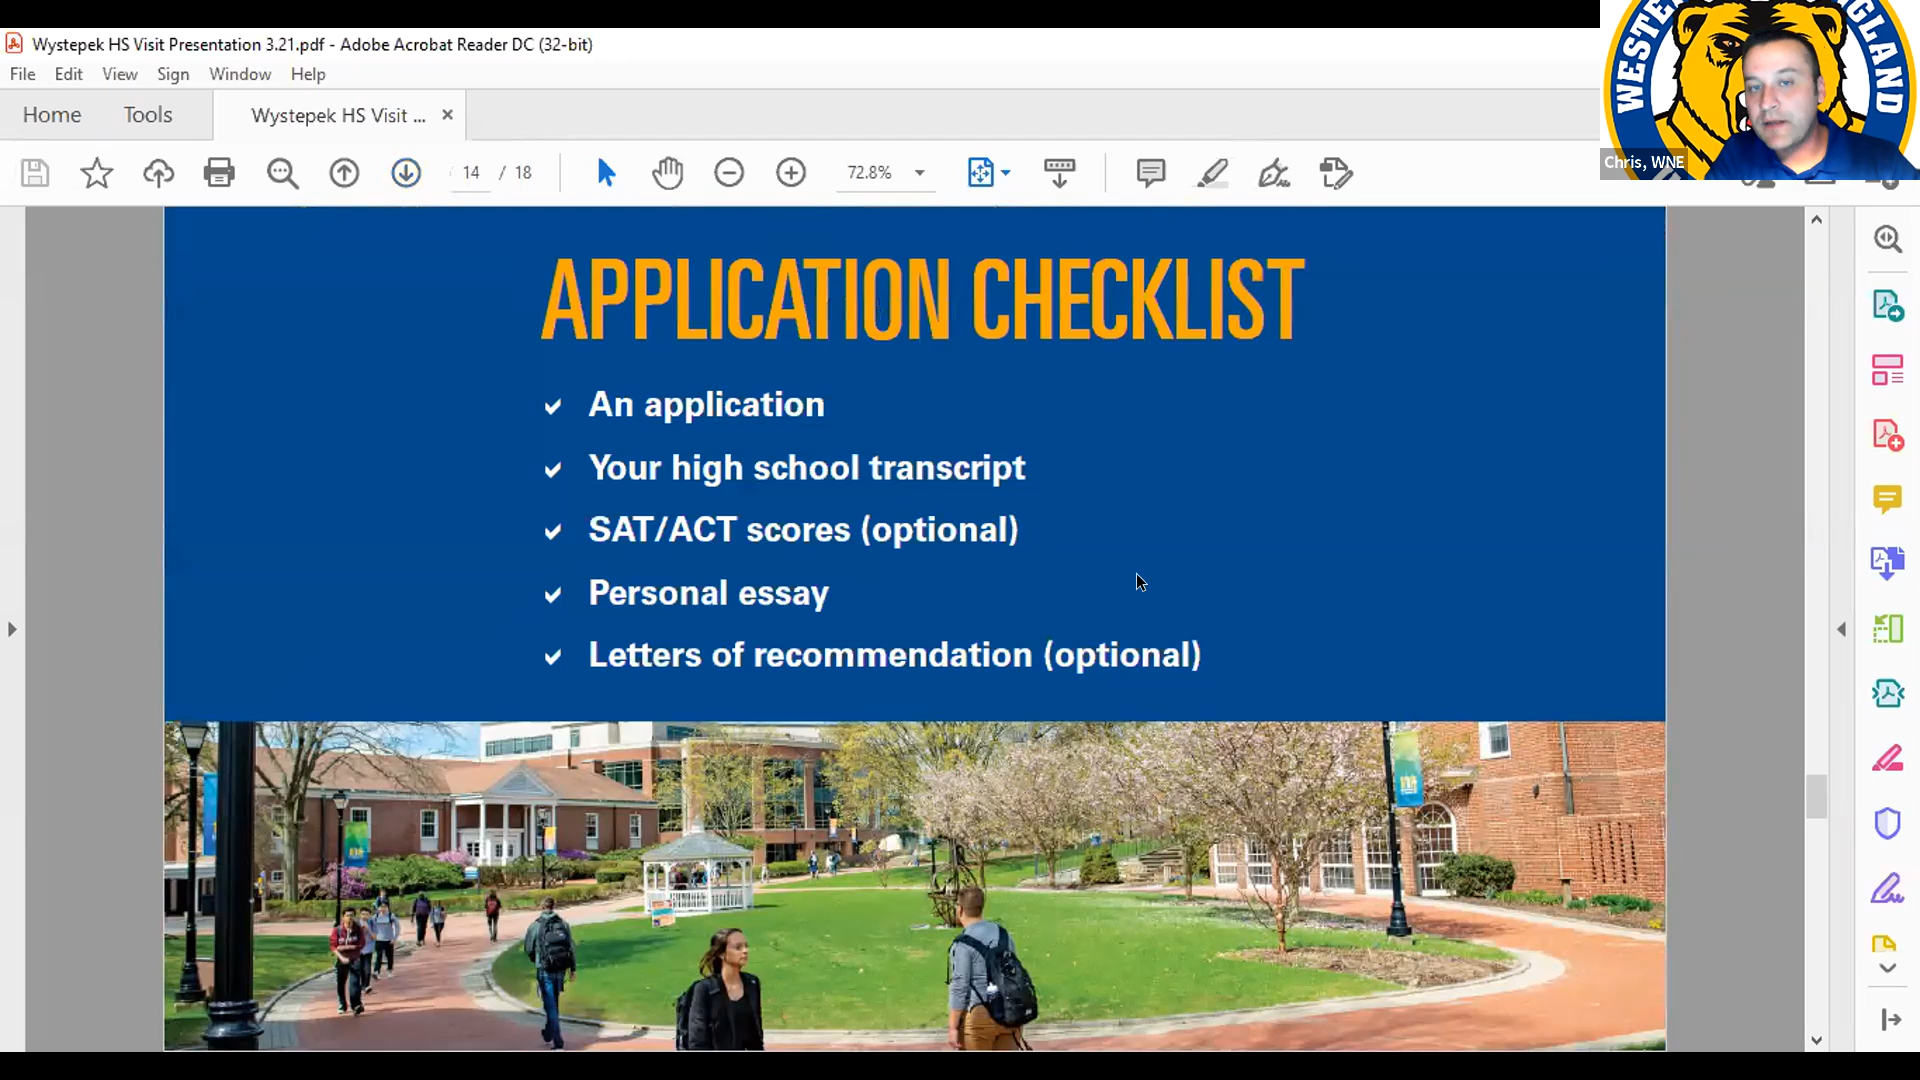 Wystepek HS Visit Presentation 3.21.pdf - Adobe Acrobat Reader DC (32-bit)
File Edit View Sign Window Help
Home Tools Wystepek HS Visit ...
14 / 18 72.8%
WESTE
GLAND
Chris, WNE
APPLICATION CHECKLIST
An application
Your high school transcript
SAT/ACT scores (optional)
Personal essay
Letters of recommendation (optional)